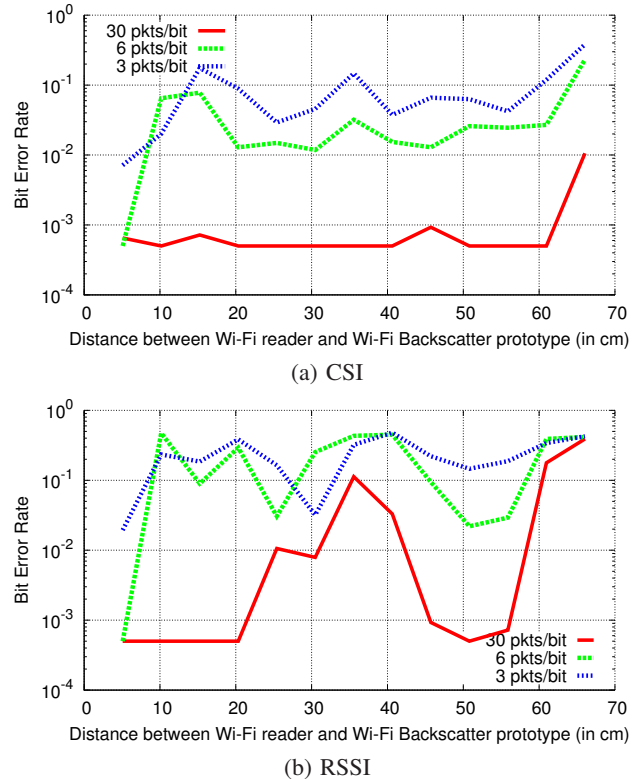 30 pkts/bit
6 pkts/bit
3 pkts/bit
10^0
10^-1
10^-2
10^-3
10^-4
Bit Error Rate
0 10 20 30 40 50 60 70
Distance between Wi-Fi reader and Wi-Fi Backscatter prototype (in cm)
(a) CSI
10^0
10^-1
10^-2
10^-3
10^-4
Bit Error Rate
30 pkts/bit
6 pkts/bit
3 pkts/bit
0 10 20 30 40 50 60 70
Distance between Wi-Fi reader and Wi-Fi Backscatter prototype (in cm)
(b) RSSI